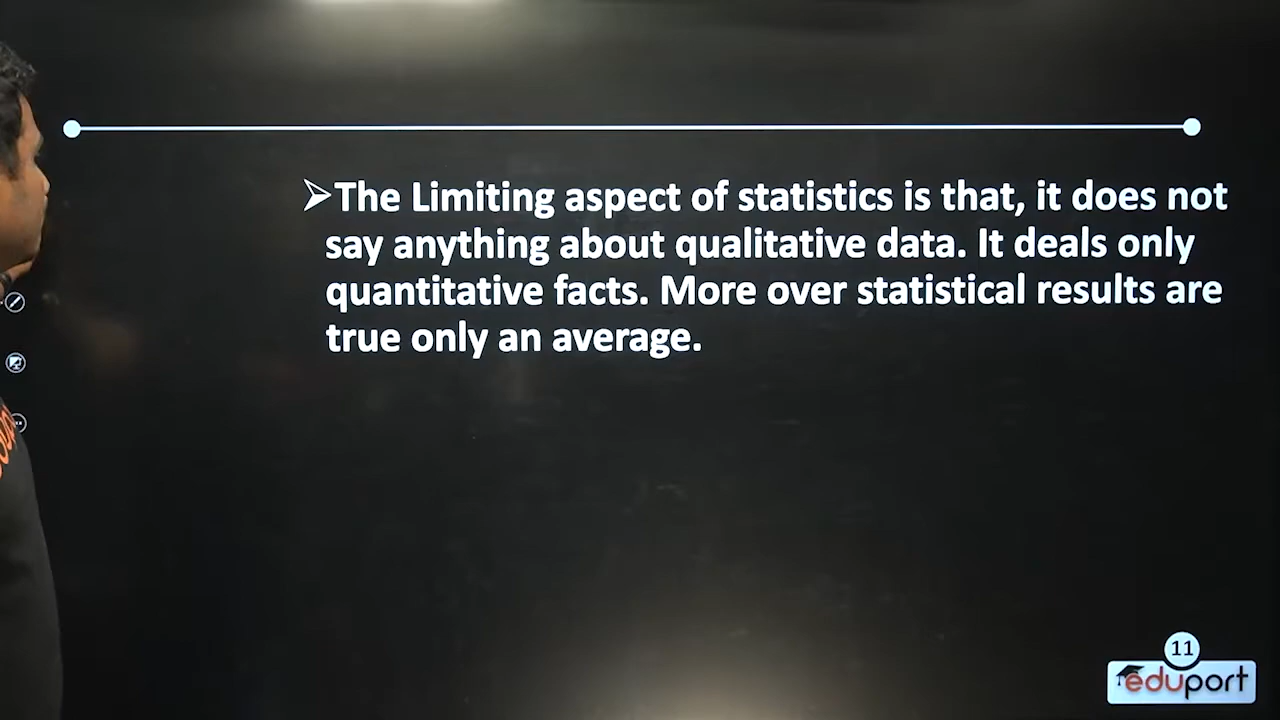 ➢The Limiting aspect of statistics is that, it does not
say anything about qualitative data. It deals only
quantitative facts. More over statistical results are
true only an average.
11
eduport